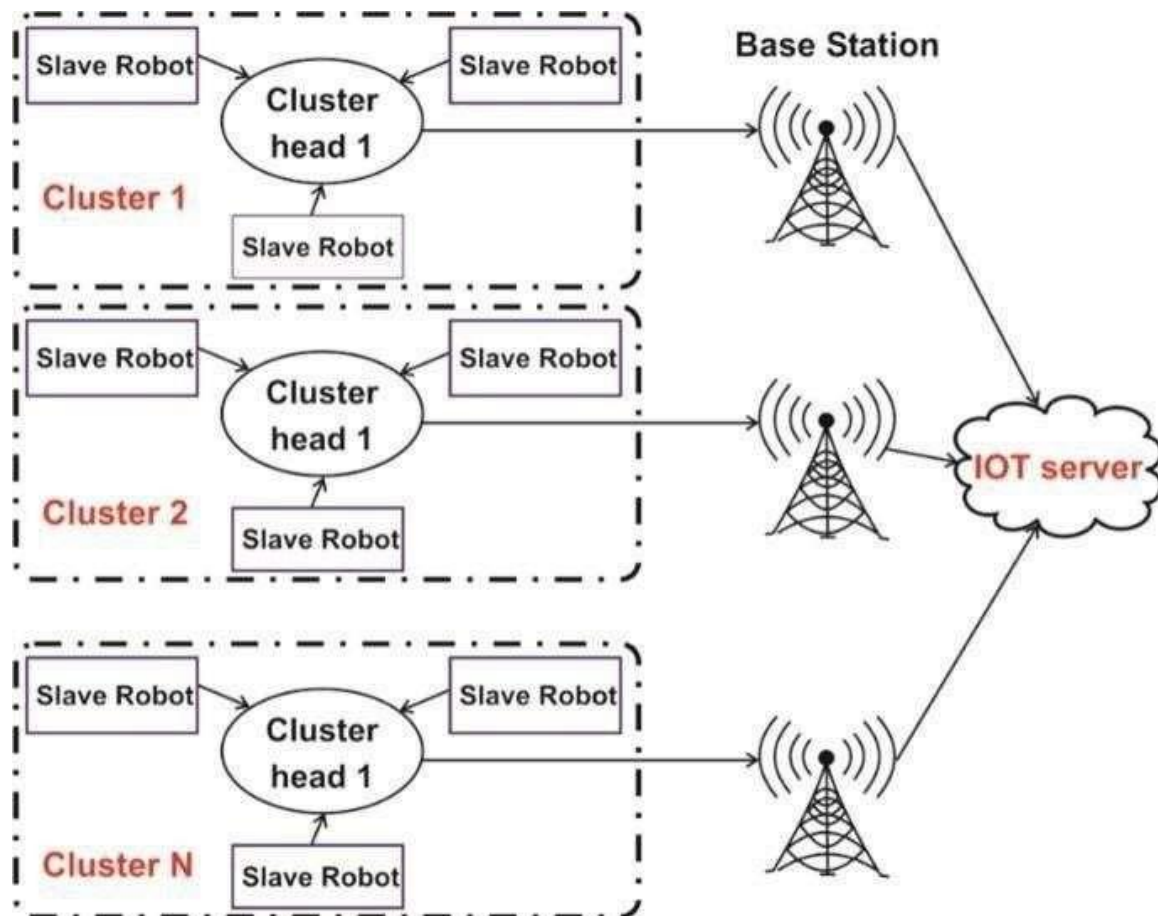 Slave Robot
Slave Robot
Base Station
Cluster
head 1
Cluster 1
Slave Robot
Slave Robot
Slave Robot
Cluster
head 1
IOT server
Cluster 2
Slave Robot
Slave Robot
Slave Robot
Cluster
head 1
Cluster N
Slave Robot